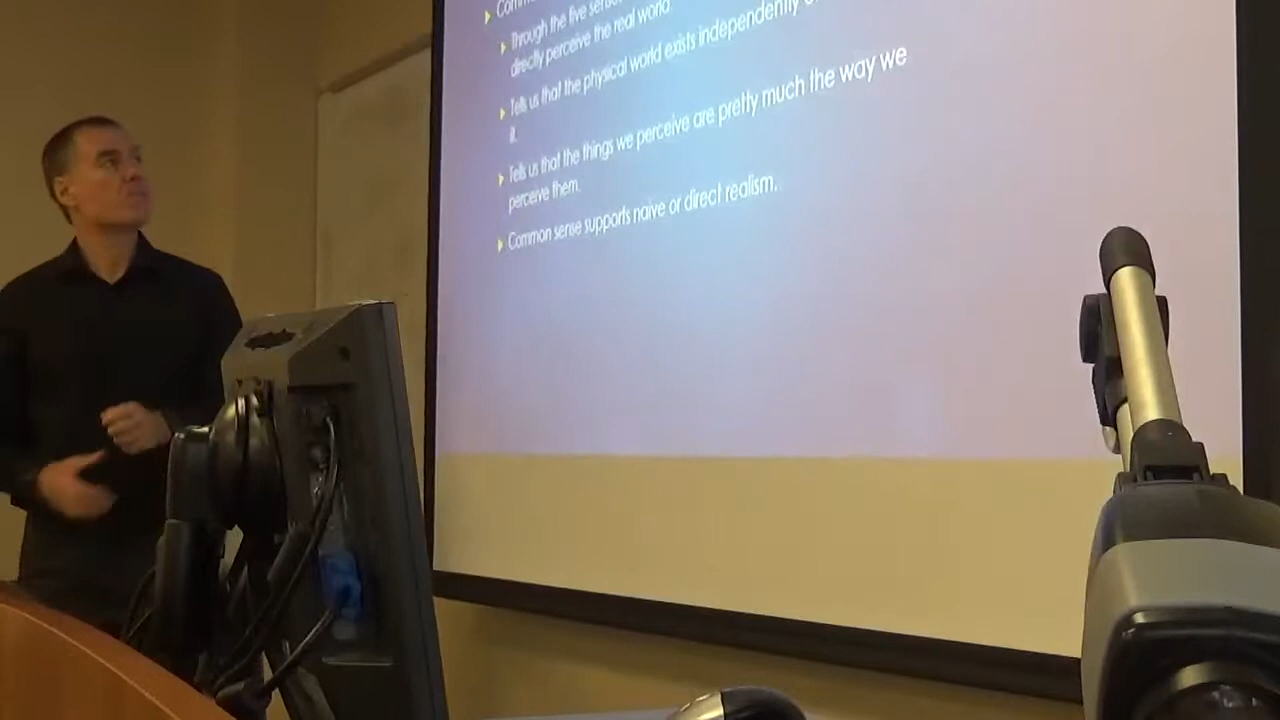 Through the five
directly perceive the real world
Tells us that the physical world exists independently
it.
Tells us that the things we perceive are pretty much the way we
perceive them.
Common sense supports naive or direct realism.